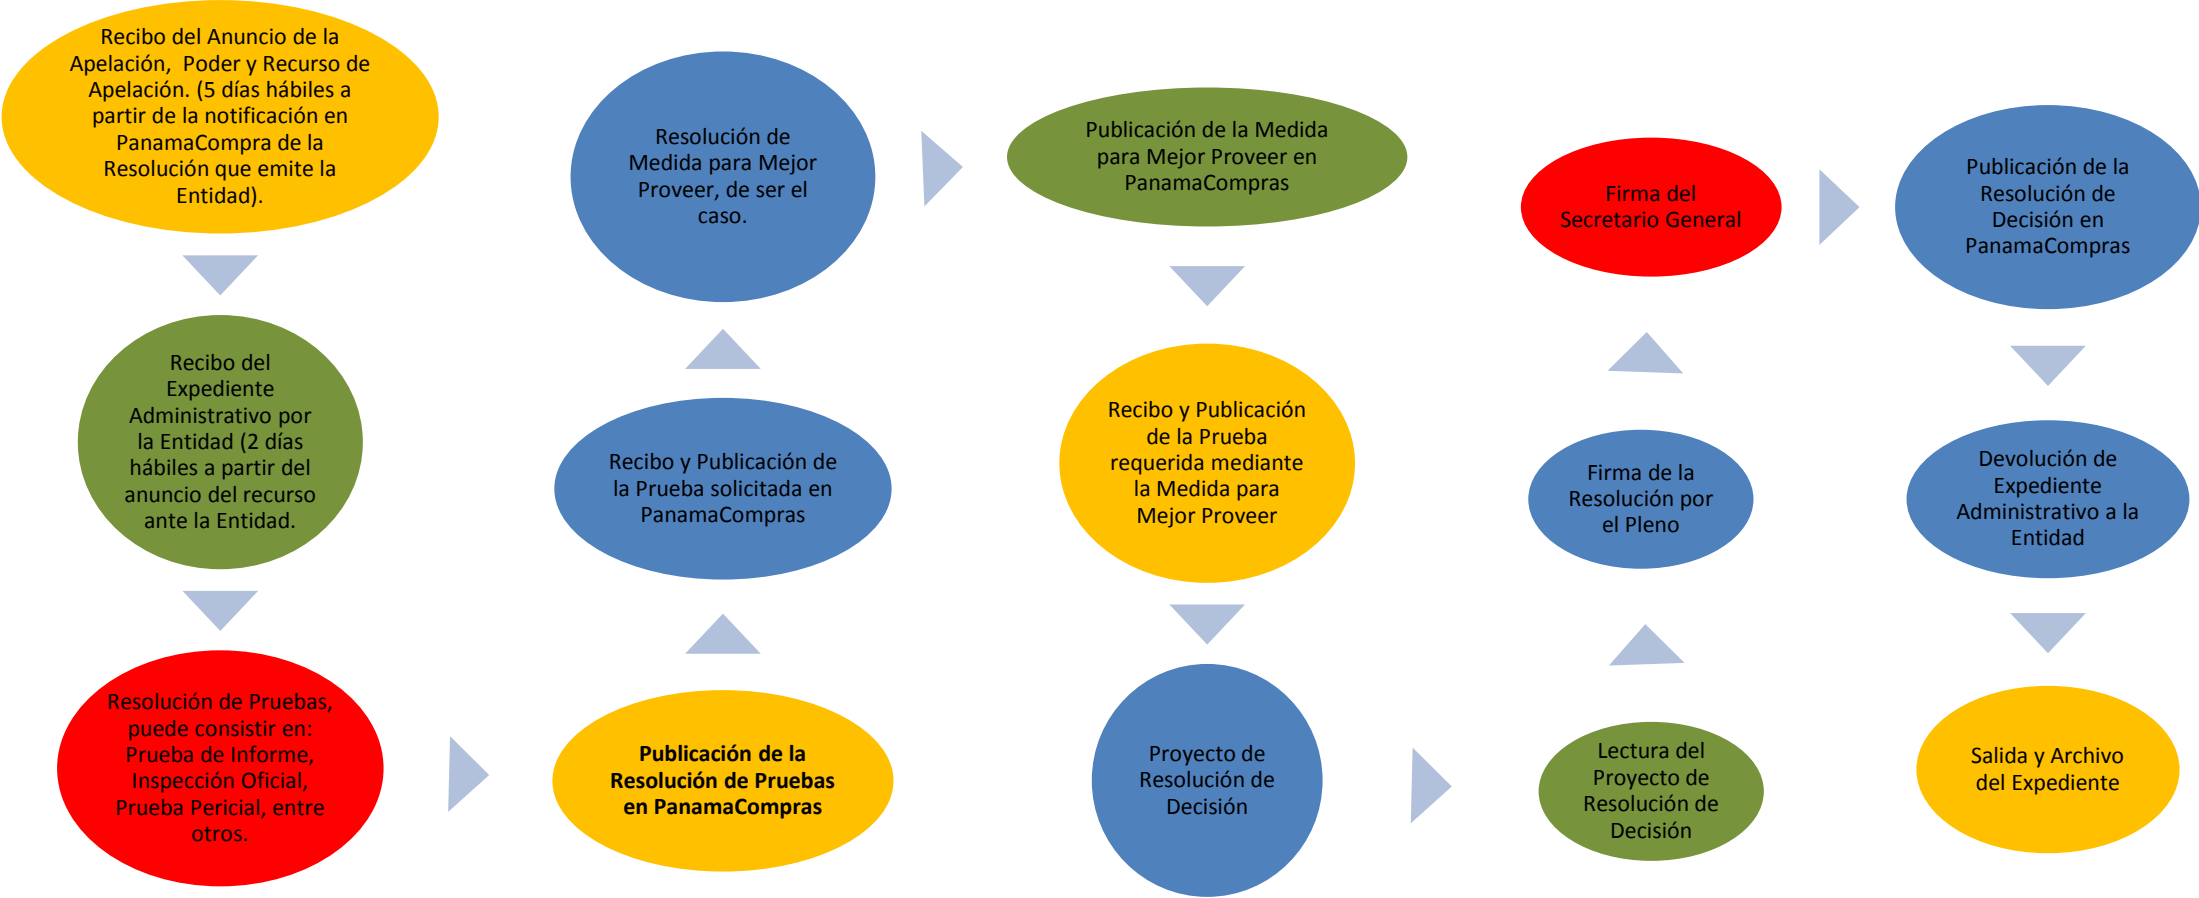 Recibo del Anuncio de la
Apelación, Poder y Recurso de
Apelación. (5 días hábiles a
partir de la notificación en
PanamaCompra de la
Resolución que emite la
Entidad).
Recibo del
Expediente
Administrativo por
la Entidad (2 días
hábiles a partir del
anuncio del recurso
ante la Entidad.
Resolución de Pruebas,
puede consistir en:
Prueba de Informe,
Inspección Oficial,
Prueba Pericial, entre
otros.
Publicación de la
Resolución de Pruebas
en PanamaCompras
Recibo y Publicación de
la Prueba solicitada en
PanamaCompras
Resolución de
Medida para Mejor
Proveer, de ser el
caso.
Publicación de la Medida
para Mejor Proveer en
PanamaCompras
Recibo y Publicación
de la Prueba
requerida mediante
la Medida para
Mejor Proveer
Proyecto de
Resolución de
Decisión
Lectura del
Proyecto de
Resolución de
Decisión
Firma de la
Resolución por
el Pleno
Firma del
Secretario General
Publicación de la
Resolución de
Decisión en
PanamaCompras
Devolución de
Expediente
Administrativo a la
Entidad
Salida y Archivo
del Expediente